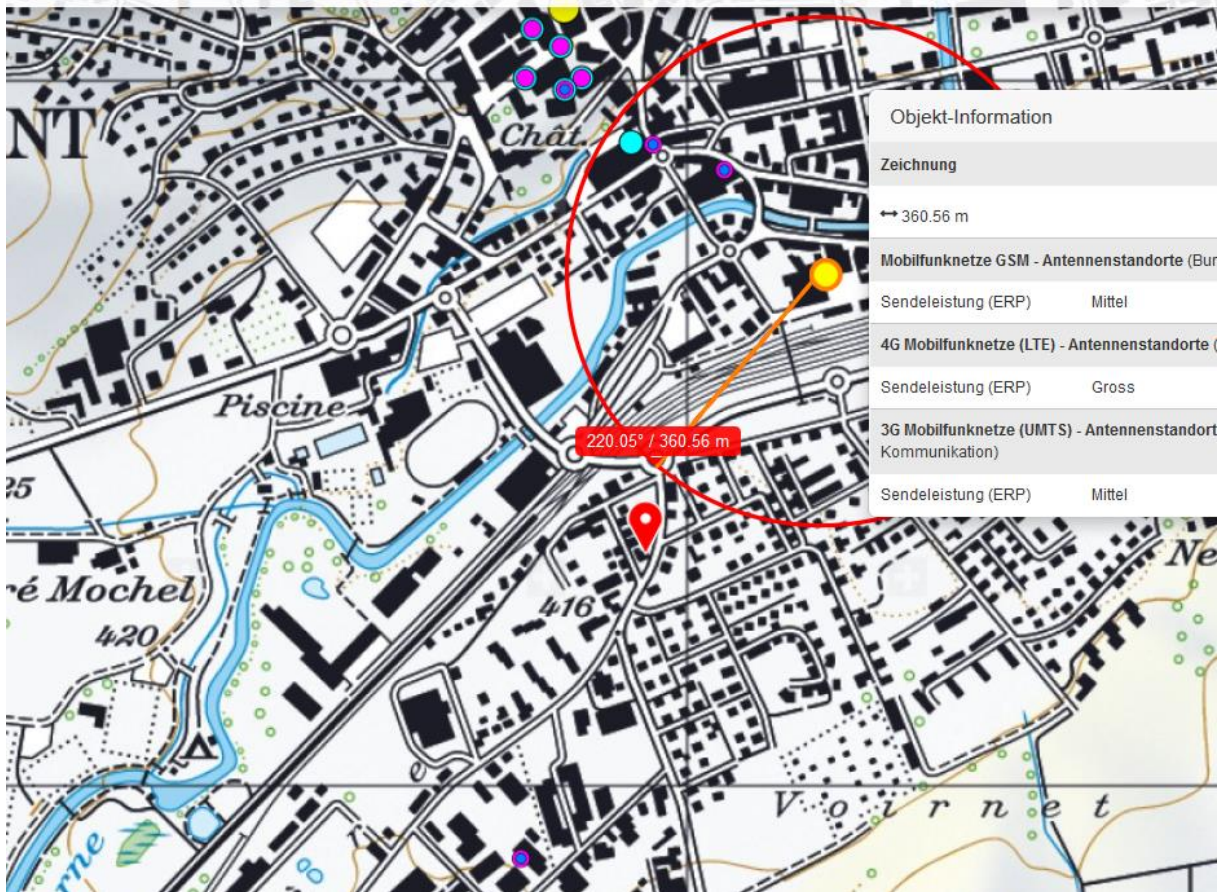 NT
Chât.
Objekt-Information
Zeichnung
360.56 m
Mobilfunknetze GSM - Antennenstandorte (Bun
Sendeleistung (ERP) Mittel
4G Mobilfunknetze (LTE) - Antennenstandorte (
Sendeleistung (ERP) Gross
3G Mobilfunknetze (UMTS) - Antennenstandort
Kommunikation)
Sendeleistung (ERP) Mittel
Piscine
220.05° / 360.56 m
25
ré Mochel
Ne
416
420
e
r
Voirnet
rne